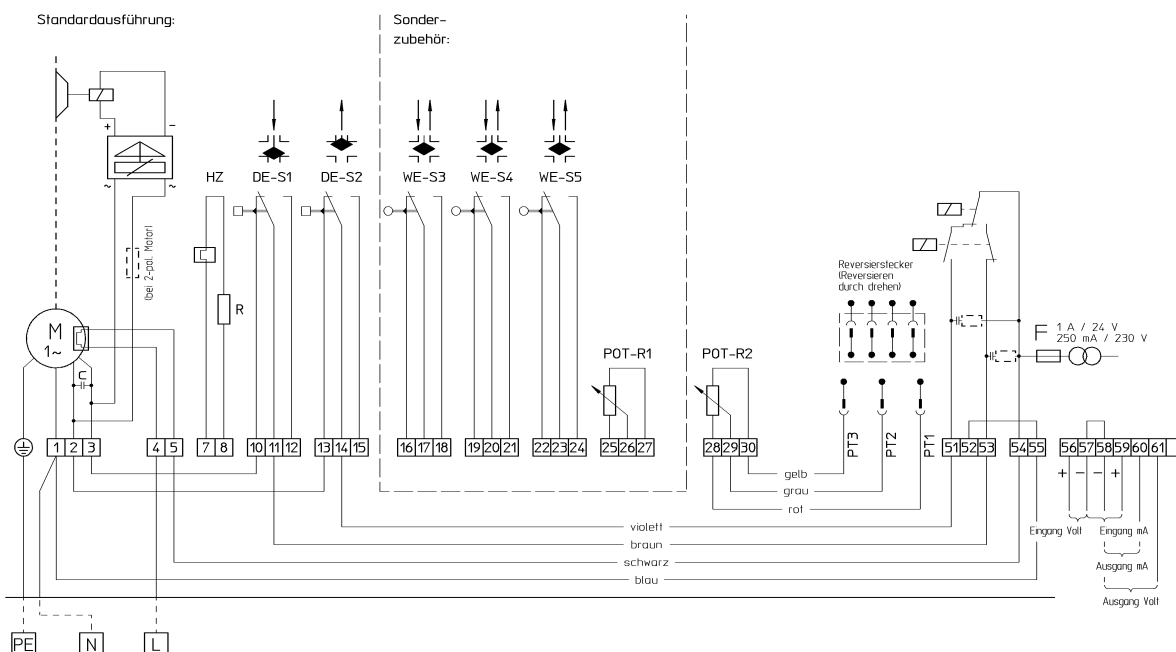 Standardausführung:
Sonder-
zubehör:
+ −
~ ~
HZ DE-S1 DE-S2 WE-S3 WE-S4 WE-S5
(bei 2-pol. Motor)
R
M
1~
C
Reversierstecker
(Reversieren
durch drehen)
F 1 A / 24 V
250 mA / 230 V
POT-R1 POT-R2
PT3 PT2 PT1
1 2 3 4 5 7 8 10 11 12 13 14 15 16 17 18 19 20 21 22 23 24 25 26 27 28 29 30 51 52 53 54 55 56 57 58 59 60 61
+ − − +
gelb
grau
rot
violett
braun
schwarz
blau
Eingang Volt Eingang mA
Ausgang mA
Ausgang Volt
PE N L